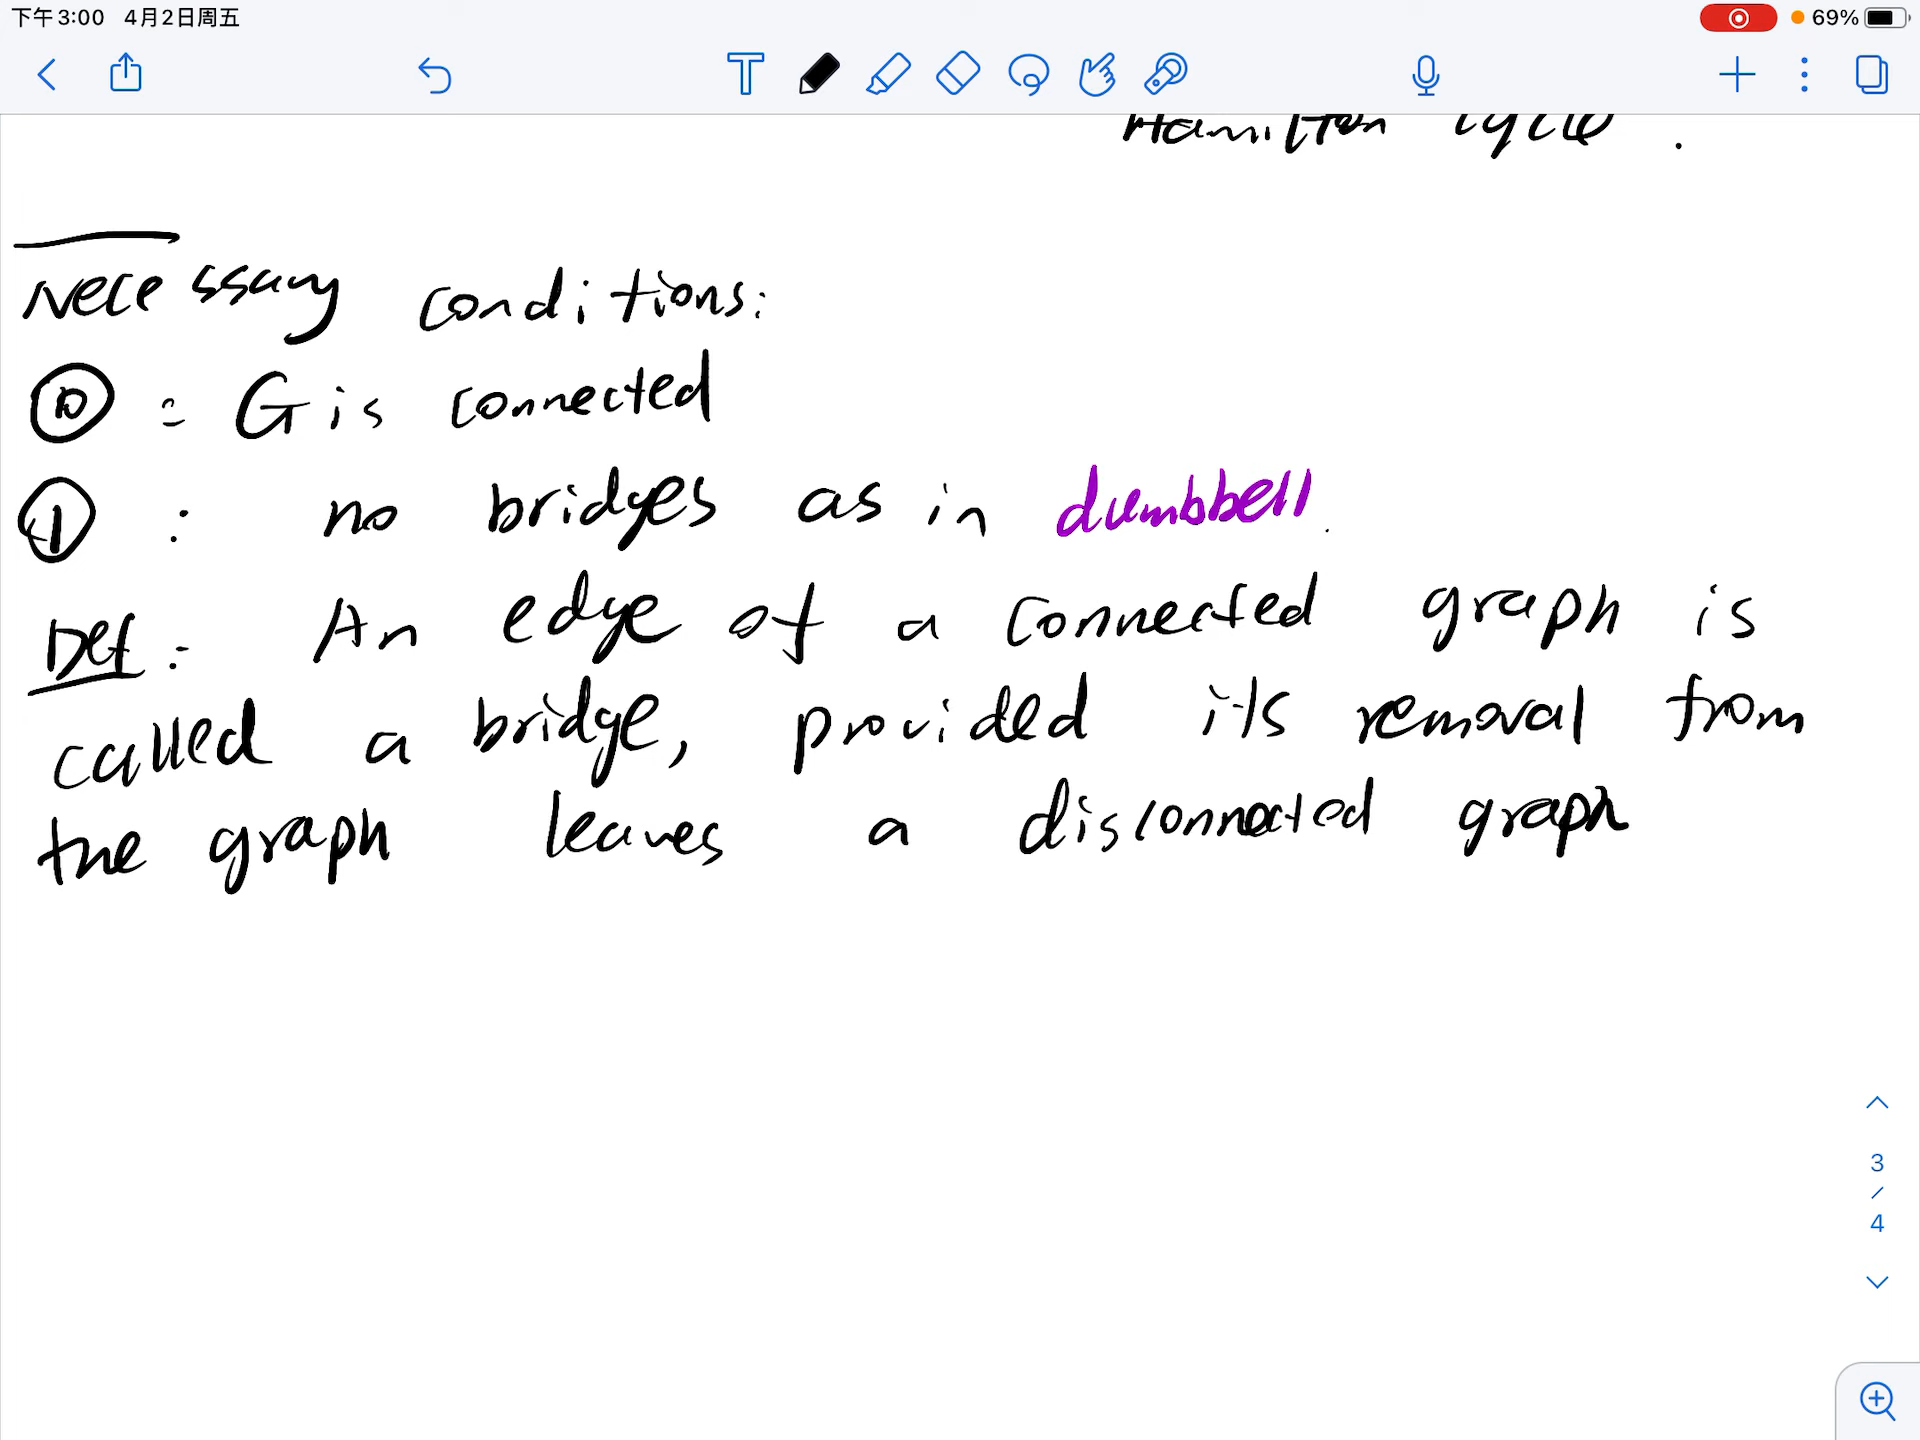 下午3:00 4月2日周五
69%
Hamilton cycle.
Necessary conditions:
⓪ : G is connected
① : no bridges as in dumbbell.
Def: An edge of a connected graph is
called a bridge, provided its removal from
the graph leaves a disconnected graph
3
/
4